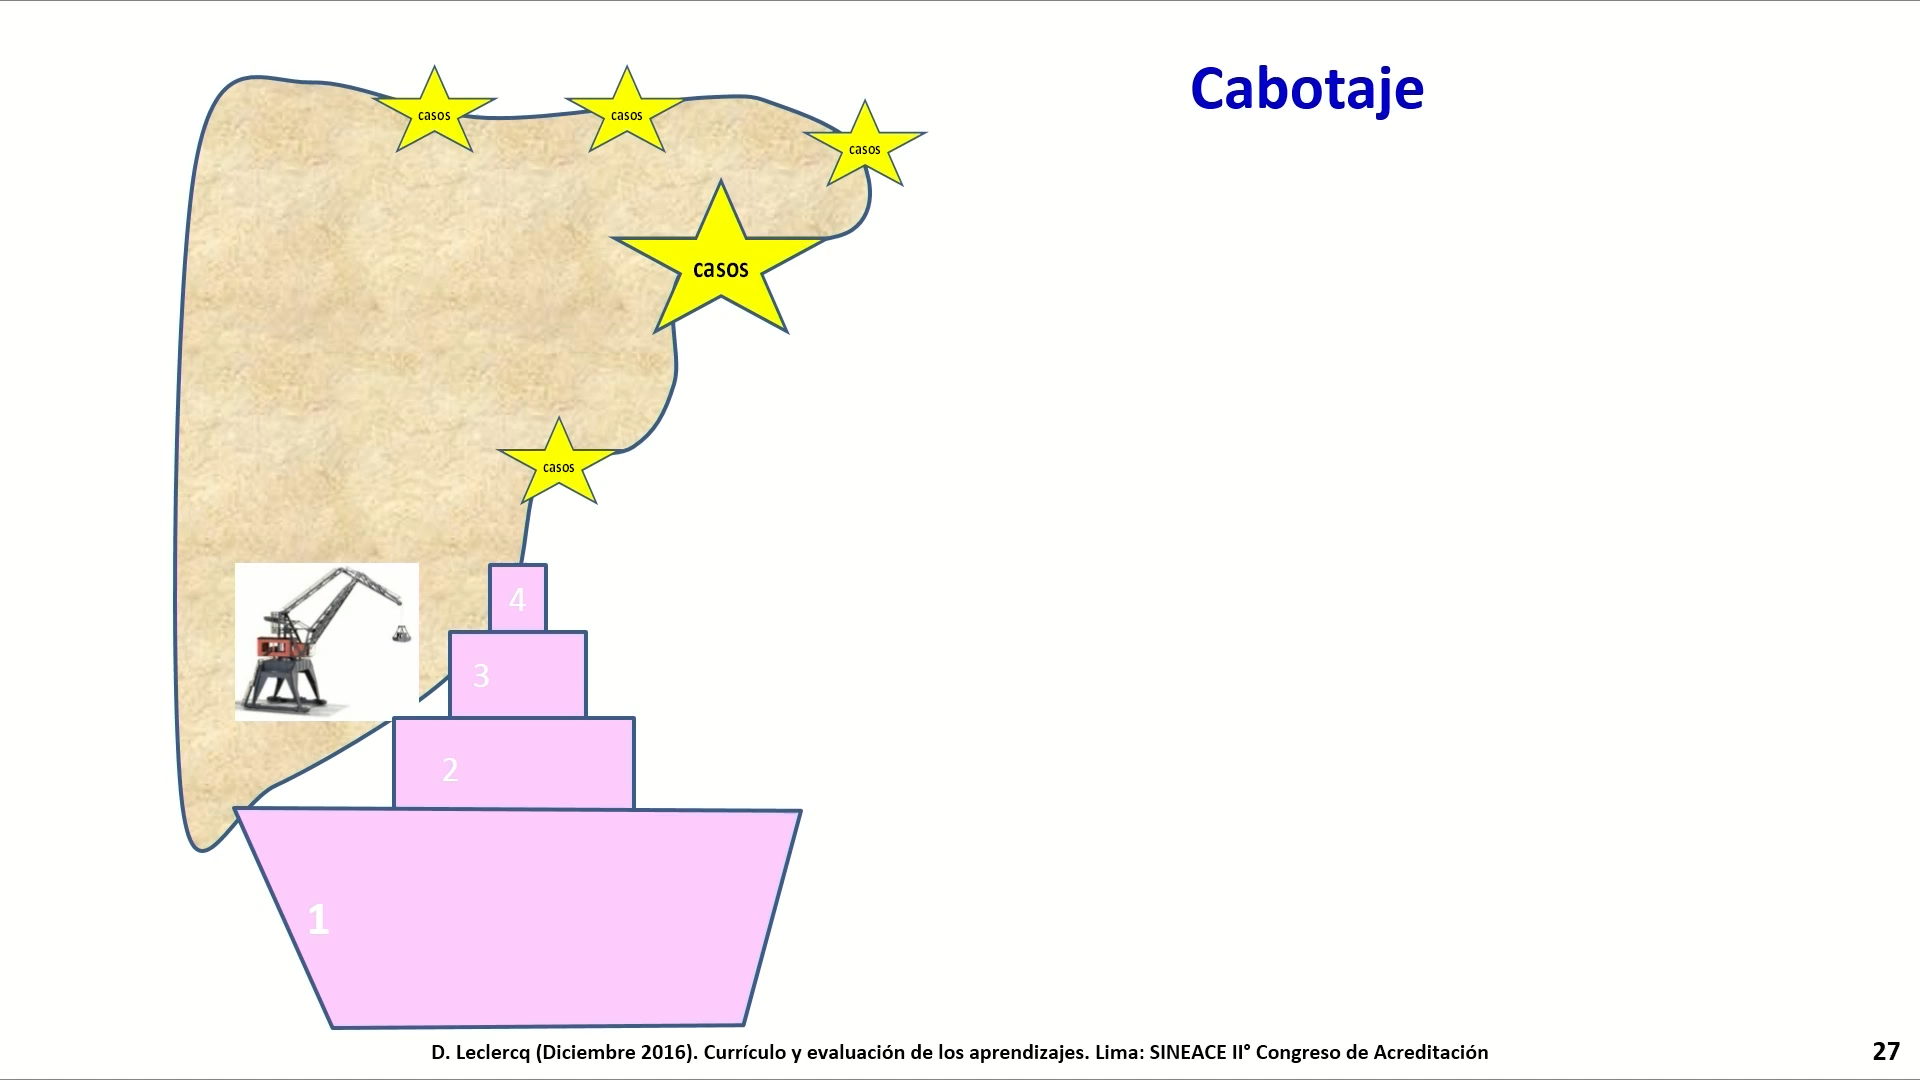 Cabotaje
casos
casos
casos
casos
casos
4
3
2
1
D. Leclercq (Diciembre 2016). Currículo y evaluación de los aprendizajes. Lima: SINEACE II° Congreso de Acreditación
27